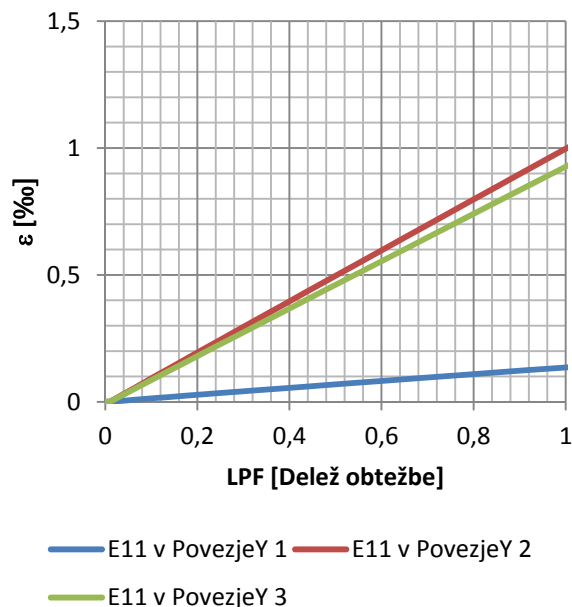 1,5
1
0,5
0
ε [‰]
0 0,2 0,4 0,6 0,8 1
LPF [Delež obtežbe]
E11 v PovezjeY 1 E11 v PovezjeY 2
E11 v PovezjeY 3